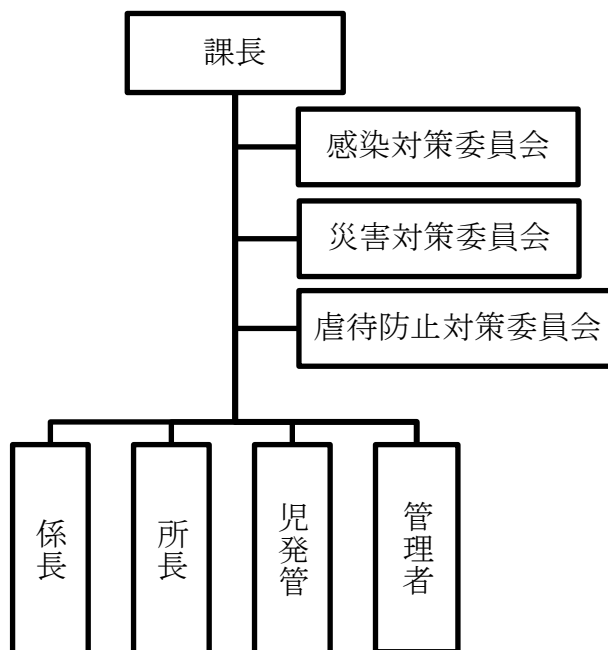 課長
感染対策委員会
災害対策委員会
虐待防止対策委員会
係長
所長
児発管
管理者